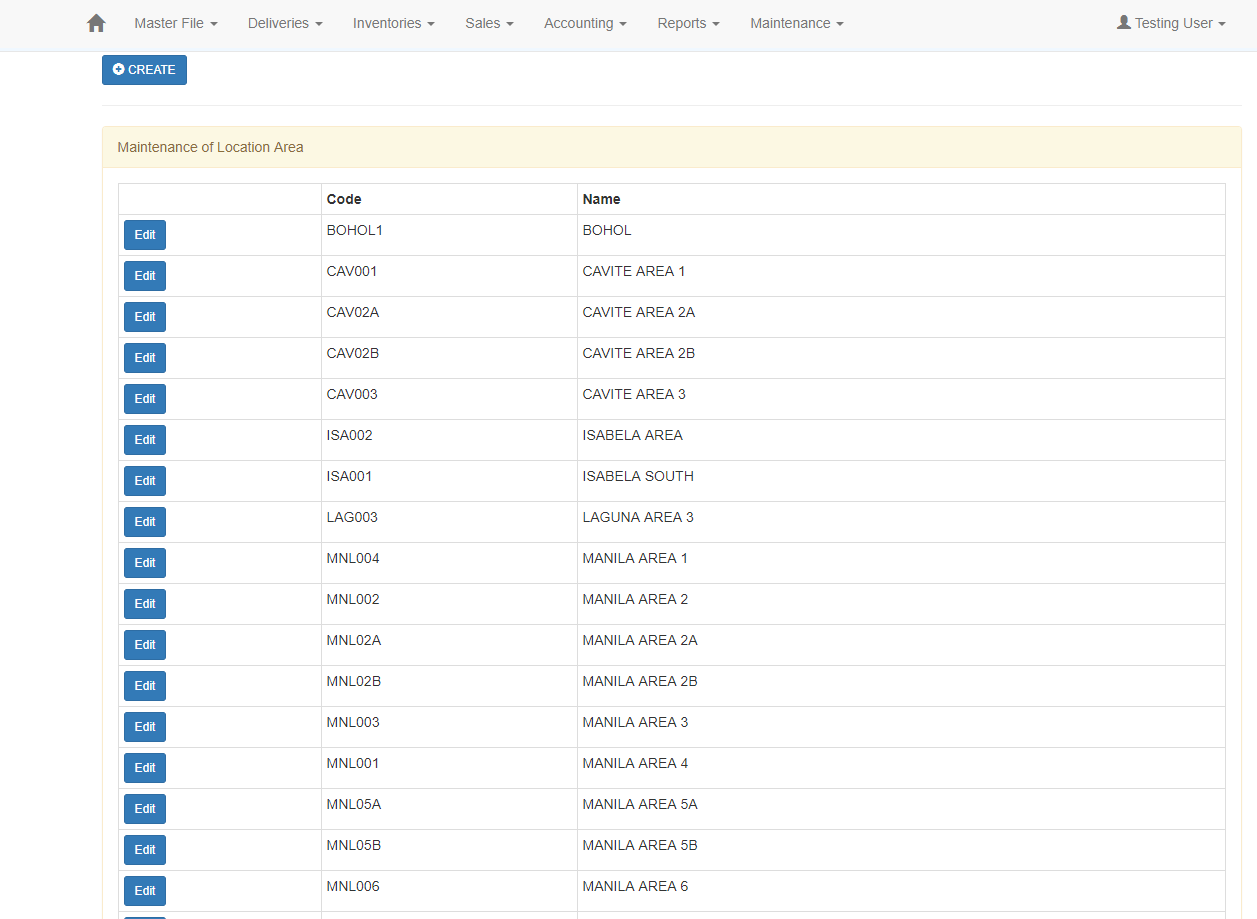 Master File Deliveries Inventories Sales Accounting Reports Maintenance Testing User
CREATE
Maintenance of Location Area
Code Name
Edit BOHOL1 BOHOL
Edit CAV001 CAVITE AREA 1
Edit CAV02A CAVITE AREA 2A
Edit CAV02B CAVITE AREA 2B
Edit CAV003 CAVITE AREA 3
Edit ISA002 ISABELA AREA
Edit ISA001 ISABELA SOUTH
Edit LAG003 LAGUNA AREA 3
Edit MNL004 MANILA AREA 1
Edit MNL002 MANILA AREA 2
Edit MNL02A MANILA AREA 2A
Edit MNL02B MANILA AREA 2B
Edit MNL003 MANILA AREA 3
Edit MNL001 MANILA AREA 4
Edit MNL05A MANILA AREA 5A
Edit MNL05B MANILA AREA 5B
Edit MNL006 MANILA AREA 6